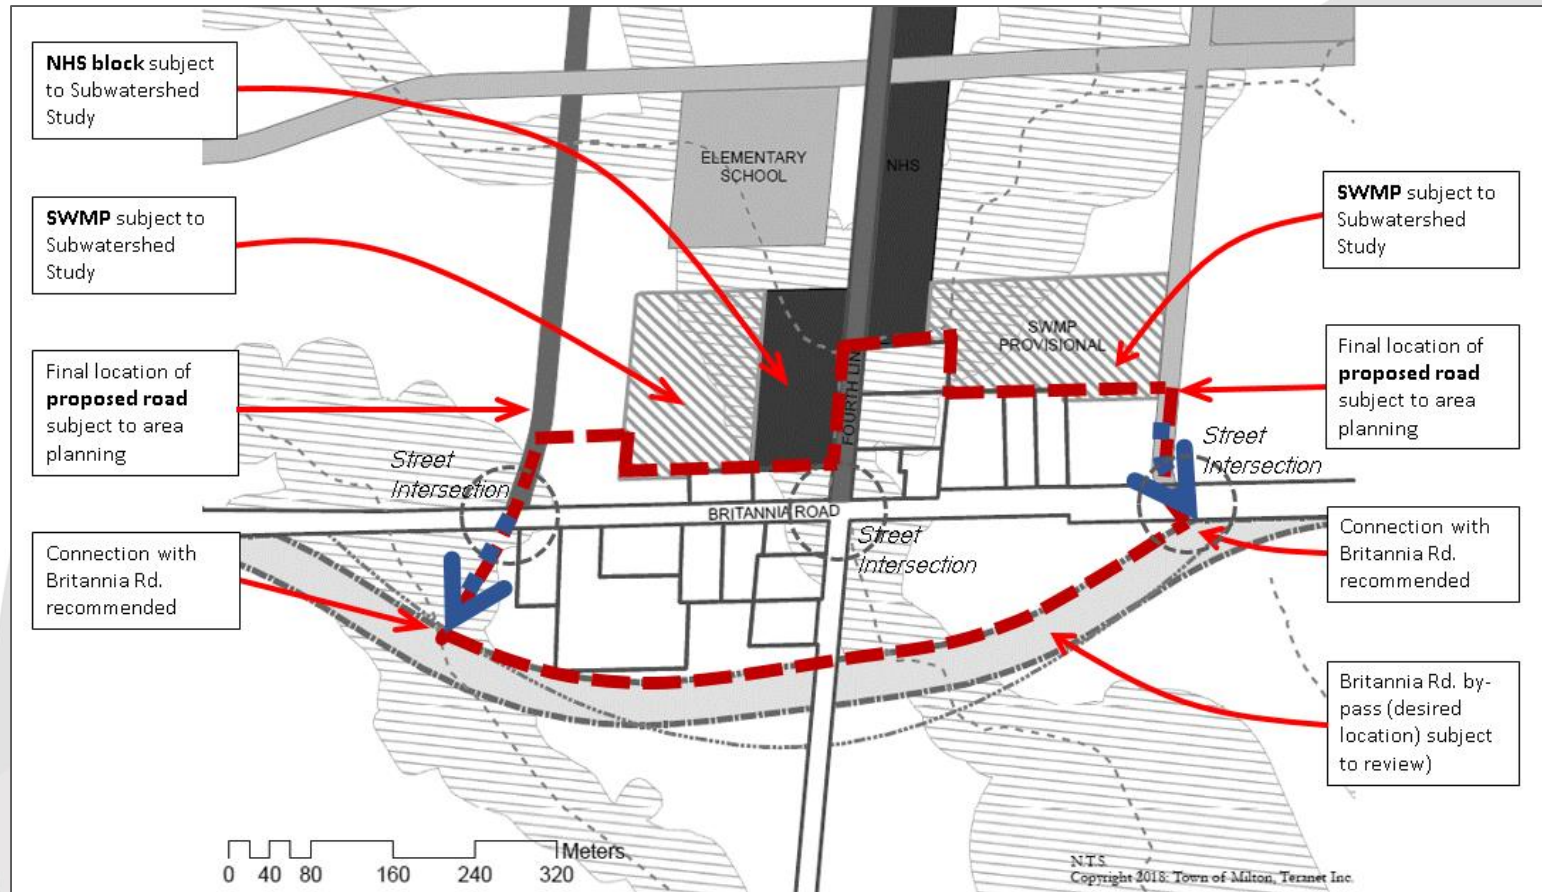 NHS block subject
to Subwatershed
Study
SWMP subject to
Subwatershed
Study
Final location of
proposed road
subject to area
planning
Connection with
Britannia Rd.
recommended
ELEMENTARY
SCHOOL
NHS
SWMP
PROVISIONAL
FOURTH LIN
Street
Intersection
BRITANNIA ROAD
Street
Intersection
Street
Intersection
SWMP subject to
Subwatershed
Study
Final location of
proposed road
subject to area
planning
Connection with
Britannia Rd.
recommended
Britannia Rd. by-
pass (desired
location) subject
to review)
Meters
0 40 80 160 240 320
N.T.S.
Copyright 2018: Town of Milton, Teranet Inc.